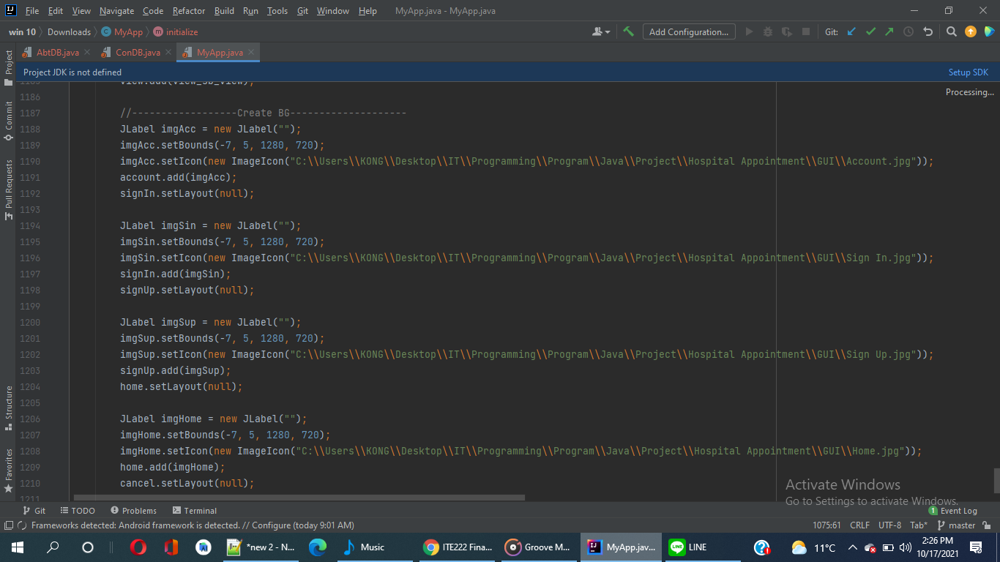 File Edit View Navigate Code Refactor Build Run Tools Git Window Help MyApp.java - MyApp.java
win 10 Downloads MyApp initialize Add Configuration... Git:
AbtDB.java ConDB.java MyApp.java
Project JDK is not defined Setup SDK
Processing...
1185 view.add(view_sb_view);
1186
1187 //------------------Create BG--------------------
1188 JLabel imgAcc = new JLabel("");
1189 imgAcc.setBounds(-7, 5, 1280, 720);
1190 imgAcc.setIcon(new ImageIcon("C:\\Users\\KONG\\Desktop\\IT\\Programming\\Program\\Java\\Project\\Hospital Appointment\\GUI\\Account.jpg"));
1191 account.add(imgAcc);
1192 signIn.setLayout(null);
1193
1194 JLabel imgSin = new JLabel("");
1195 imgSin.setBounds(-7, 5, 1280, 720);
1196 imgSin.setIcon(new ImageIcon("C:\\Users\\KONG\\Desktop\\IT\\Programming\\Program\\Java\\Project\\Hospital Appointment\\GUI\\Sign In.jpg"));
1197 signIn.add(imgSin);
1198 signUp.setLayout(null);
1199
1200 JLabel imgSup = new JLabel("");
1201 imgSup.setBounds(-7, 5, 1280, 720);
1202 imgSup.setIcon(new ImageIcon("C:\\Users\\KONG\\Desktop\\IT\\Programming\\Program\\Java\\Project\\Hospital Appointment\\GUI\\Sign Up.jpg"));
1203 signUp.add(imgSup);
1204 home.setLayout(null);
1205
1206 JLabel imgHome = new JLabel("");
1207 imgHome.setBounds(-7, 5, 1280, 720);
1208 imgHome.setIcon(new ImageIcon("C:\\Users\\KONG\\Desktop\\IT\\Programming\\Program\\Java\\Project\\Hospital Appointment\\GUI\\Home.jpg"));
1209 home.add(imgHome);
1210 cancel.setLayout(null);
1211
Project
Commit
Pull Requests
Structure
Favorites
Activate Windows
Go to Settings to activate Windows.
Git TODO Problems Terminal 1 Event Log
Frameworks detected: Android framework is detected. // Configure (today 9:01 AM) 1075:61 CRLF UTF-8 Tab* master
*new 2 - N... Music ITE222 Fina... Groove M... MyApp.jav... LINE 11°C 2:26 PM
10/17/2021